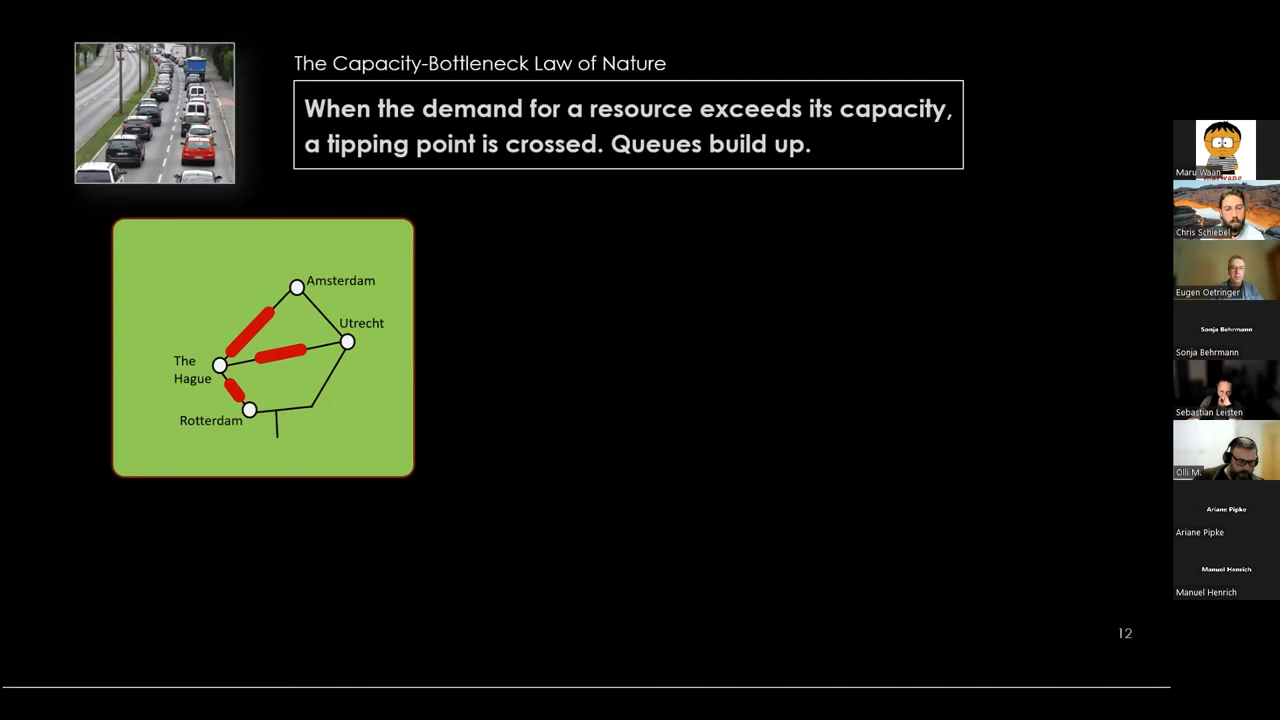 The Capacity-Bottleneck Law of Nature
When the demand for a resource exceeds its capacity,
a tipping point is crossed. Queues build up.
Amsterdam
Utrecht
The
Hague
Rotterdam
12
Maru Waan
Chris Schiebel
Eugen Oetringer
Sonja Behrmann
Sonja Behrmann
Sebastian Leisten
Olli M.
Ariane Pipke
Ariane Pipke
Manuel Henrich
Manuel Henrich